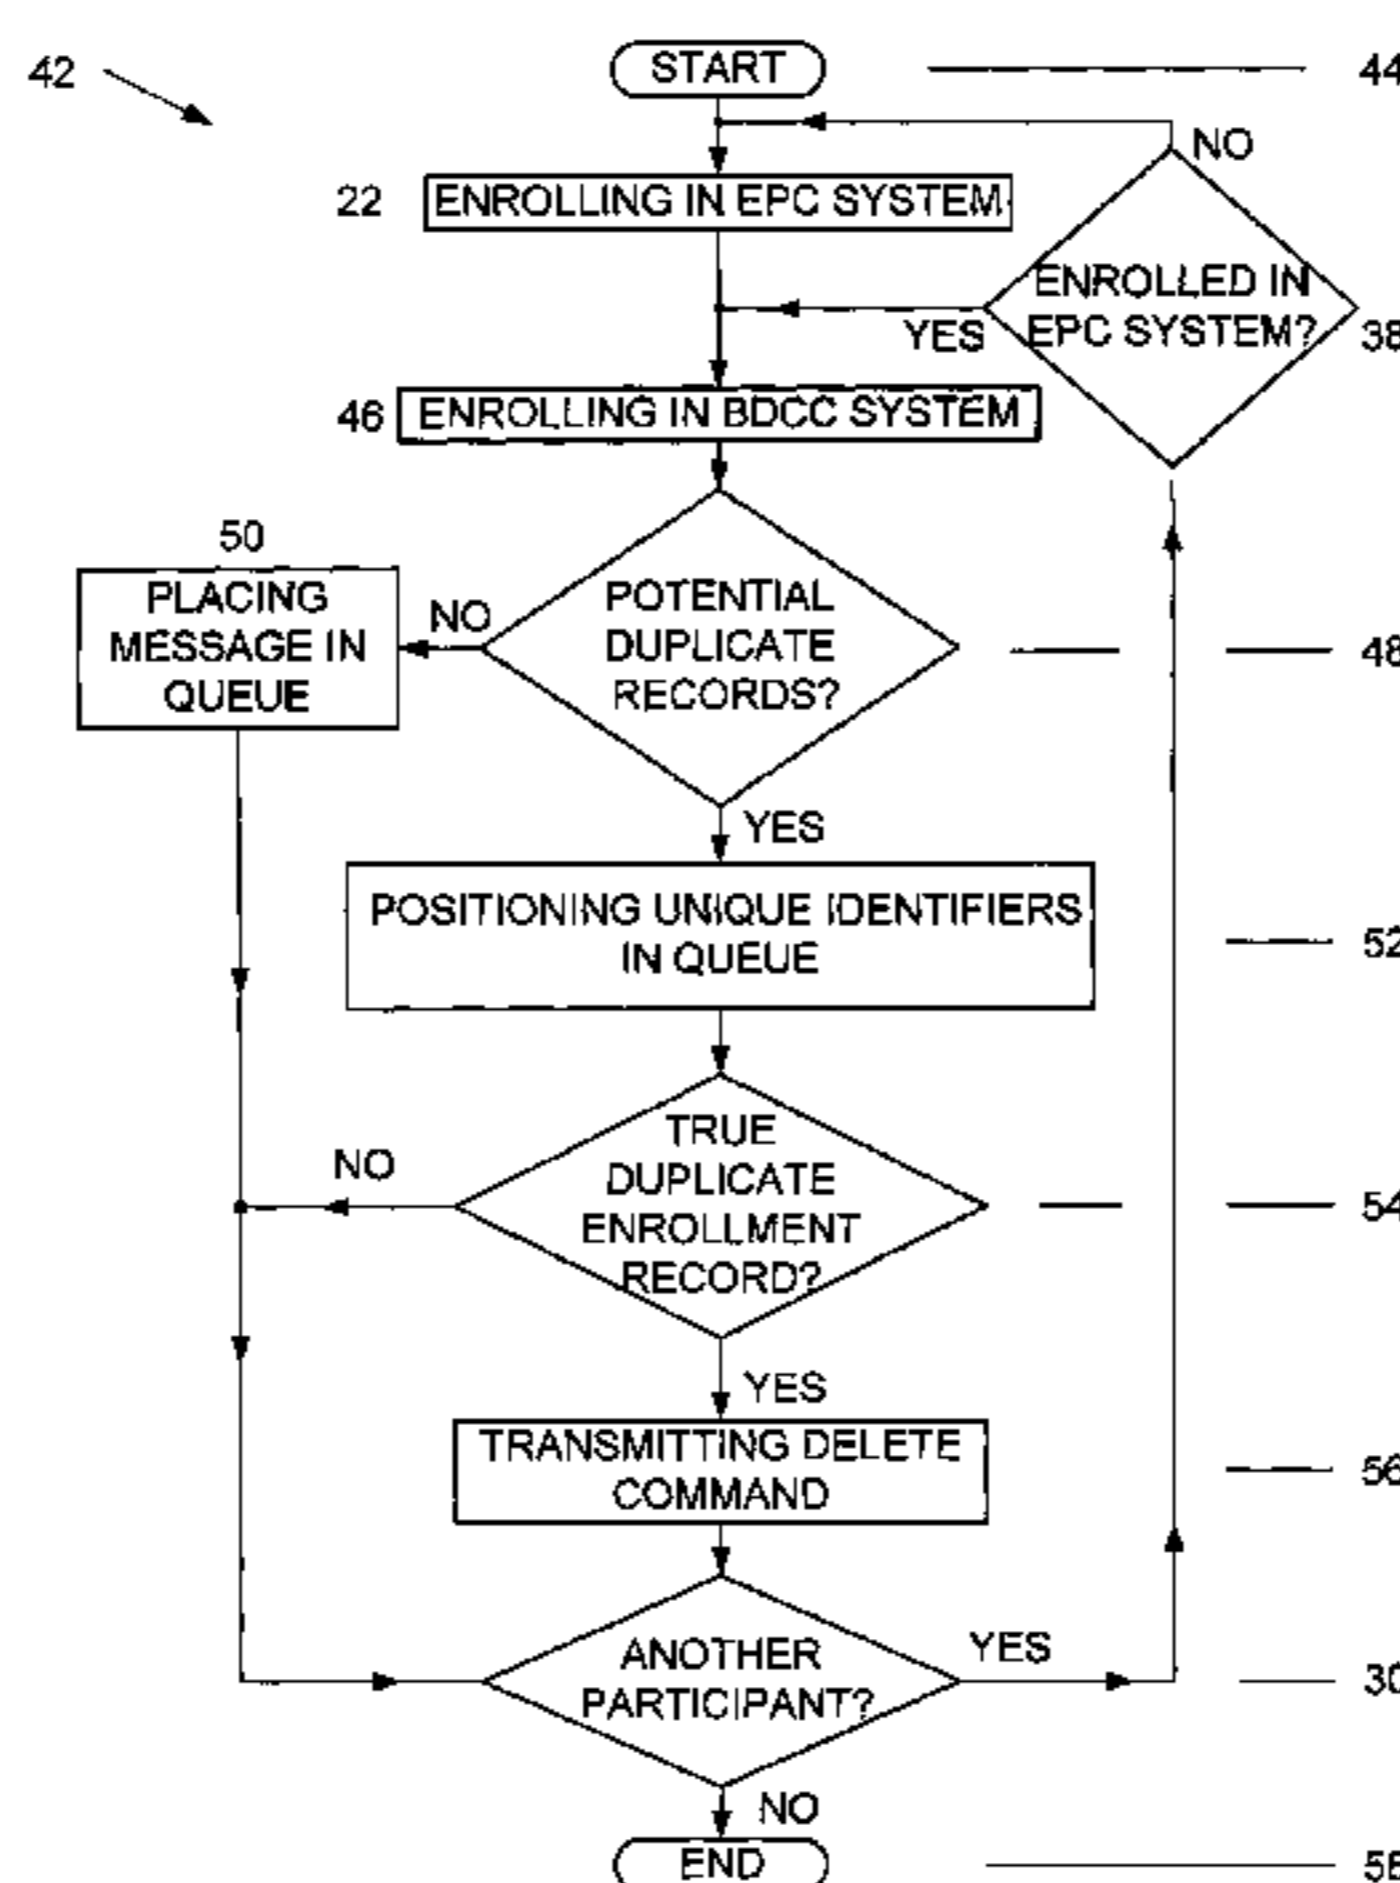 42
START
44
NO
22
ENROLLING IN EPC SYSTEM
ENROLLED IN
EPC SYSTEM?
38
YES
46
ENROLLING IN BDCC SYSTEM
50
PLACING
MESSAGE IN
QUEUE
NO
POTENTIAL
DUPLICATE
RECORDS?
48
YES
POSITIONING UNIQUE IDENTIFIERS
IN QUEUE
52
NO
TRUE
DUPLICATE
ENROLLMENT
RECORD?
54
YES
TRANSMITTING DELETE
COMMAND
56
ANOTHER
PARTICIPANT?
YES
30
NO
END